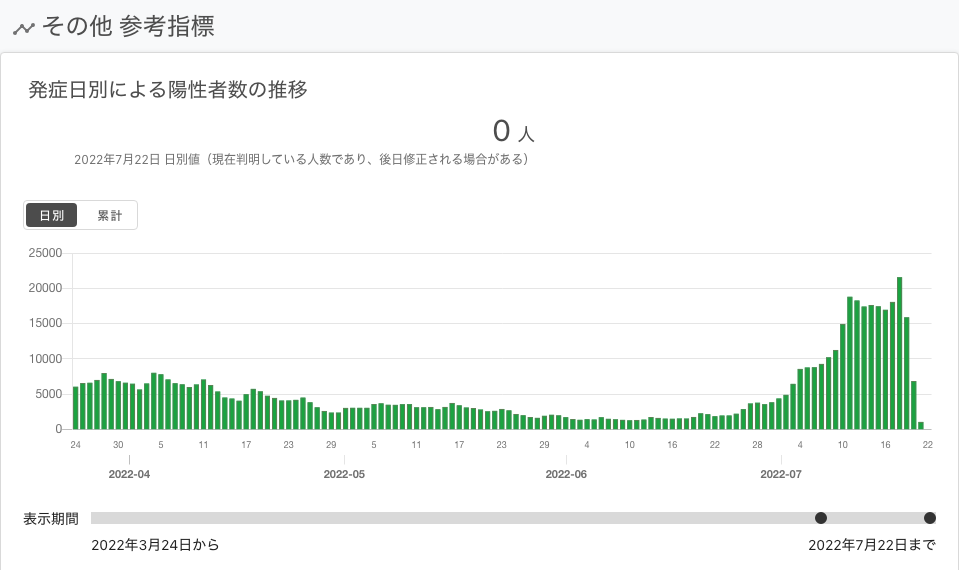 その他 参考指標
発症日別による陽性者数の推移
0 人
2022年7月22日 日別値（現在判明している人数であり、後日修正される場合がある）
日別 累計
25000
20000
15000
10000
5000
0
24 30 5 11 17 23 29 5 11 17 23 29 4 10 16 22 28 4 10 16 22
2022-04 2022-05 2022-06 2022-07
表示期間
2022年3月24日から 2022年7月22日まで